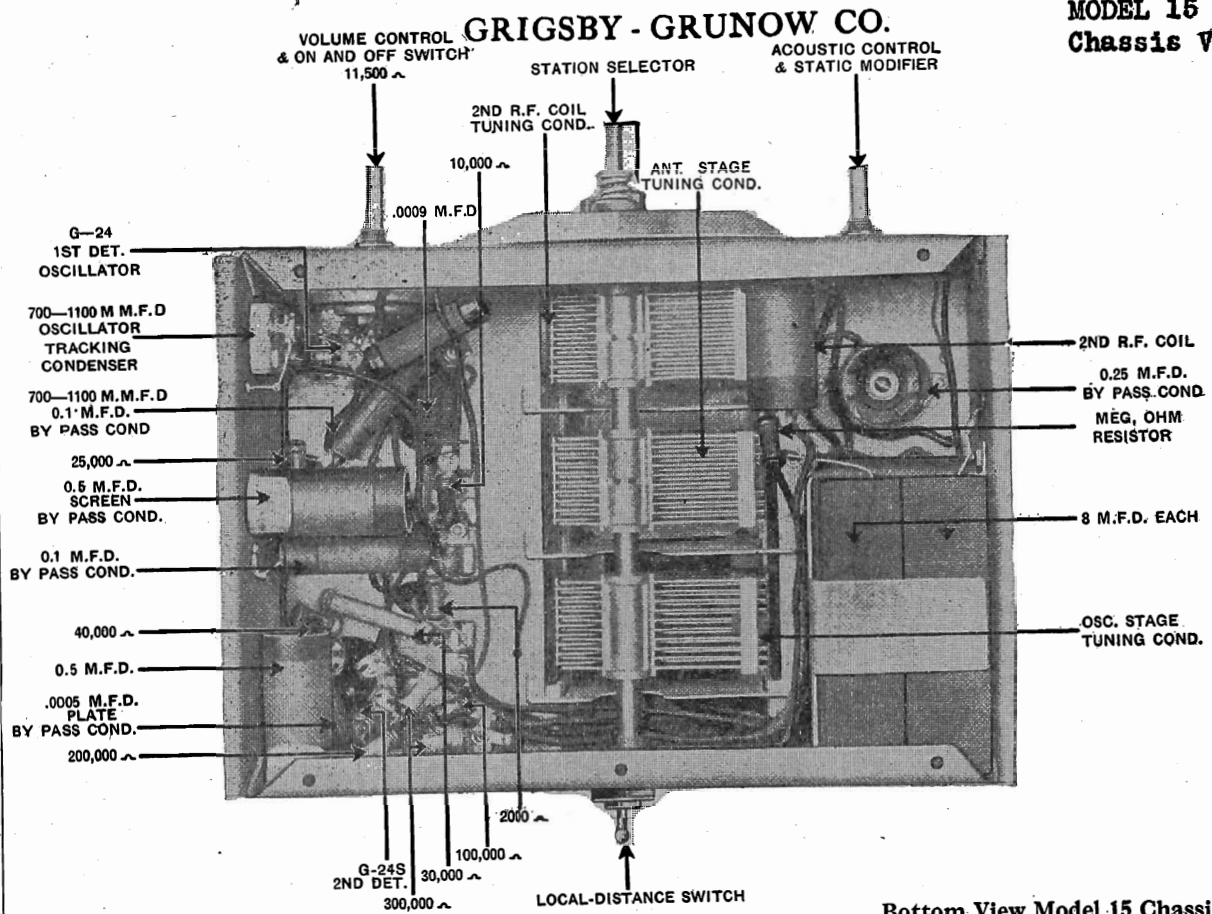 GRIGSBY - GRUNOW CO.
MODEL 15
Chassis
VOLUME CONTROL
& ON AND OFF SWITCH
11,500 ⌢
STATION SELECTOR
ACOUSTIC CONTROL
& STATIC MODIFIER
2ND R.F. COIL
TUNING COND.
10,000 ⌢
ANT. STAGE
TUNING COND.
.0009 M.F.D
G—24
1ST DET.
OSCILLATOR
700—1100 M M.F.D
OSCILLATOR
TRACKING
CONDENSER
700—1100 M.M.F.D
0.1 M.F.D.
BY PASS COND
25,000 ⌢
0.5 M.F.D.
SCREEN
BY PASS COND.
0.1 M.F.D.
BY PASS COND.
40,000 ⌢
0.5 M.F.D.
.0005 M.F.D.
PLATE
BY PASS COND.
200,000 ⌢
2ND R.F. COIL
0.25 M.F.D.
BY PASS COND
MEG, OHM
RESISTOR
8 M.F.D. EACH
OSC. STAGE
TUNING COND.
2000 ⌢
100,000 ⌢
G-24S
2ND DET.
30,000 ⌢
300,000 ⌢
LOCAL-DISTANCE SWITCH
Bottom View Model 15 Chassi